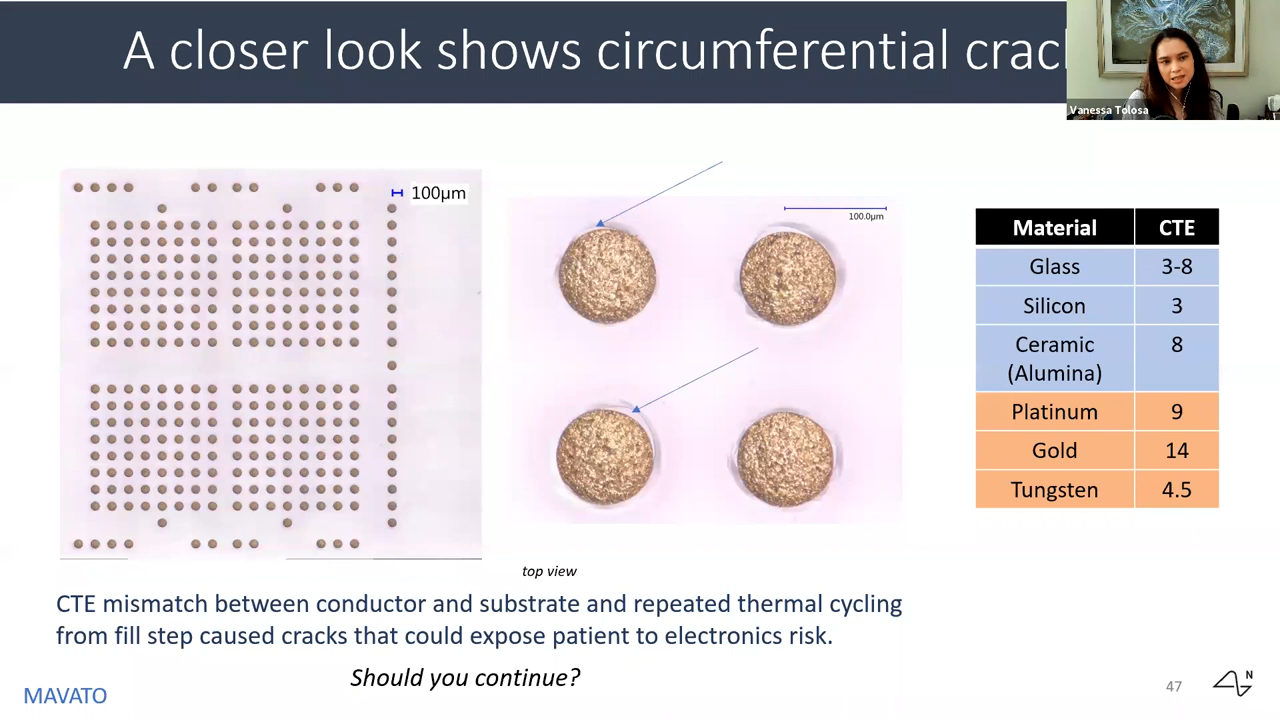 A closer look shows circumferential crac
Vanessa Tolosa
100µm
100.0µm
Material CTE
Glass 3-8
Silicon 3
Ceramic 8
(Alumina)
Platinum 9
Gold 14
Tungsten 4.5
top view
CTE mismatch between conductor and substrate and repeated thermal cycling
from fill step caused cracks that could expose patient to electronics risk.
Should you continue?
MAVATO
47
N